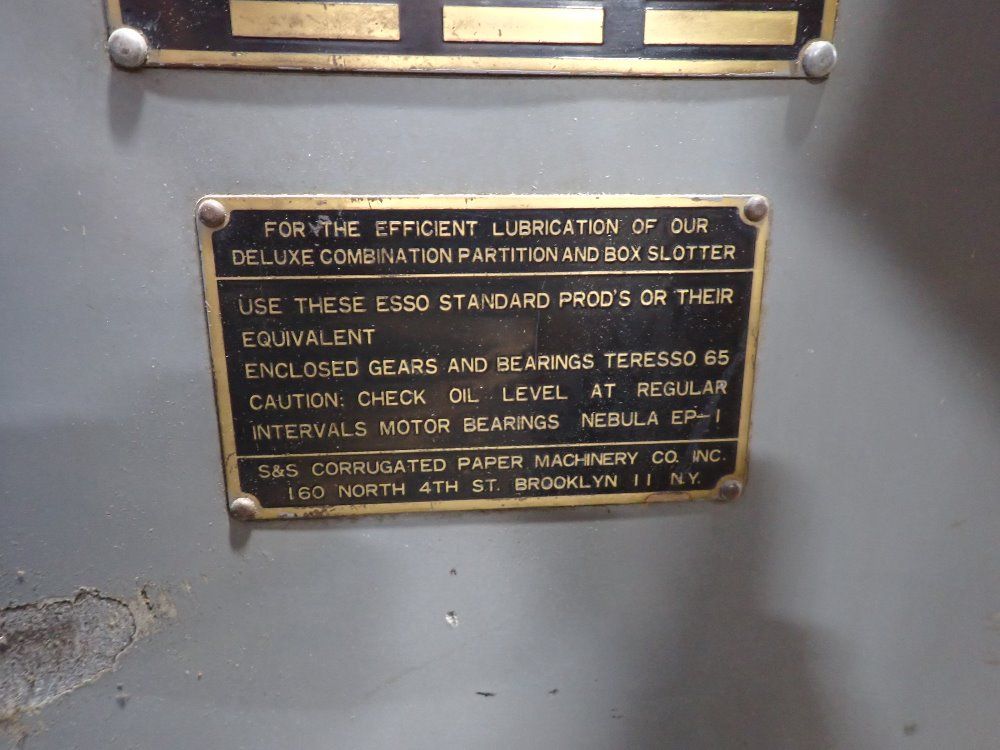 FOR THE EFFICIENT LUBRICATION OF OUR
DELUXE COMBINATION PARTITION AND BOX SLOTTER
USE THESE ESSO STANDARD PROD'S OR THEIR
EQUIVALENT
ENCLOSED GEARS AND BEARINGS TERESSO 65
CAUTION: CHECK OIL LEVEL AT REGULAR
INTERVALS MOTOR BEARINGS NEBULA EP-1
S&S CORRUGATED PAPER MACHINERY CO. INC.
160 NORTH 4TH ST. BROOKLYN 11 N.Y.